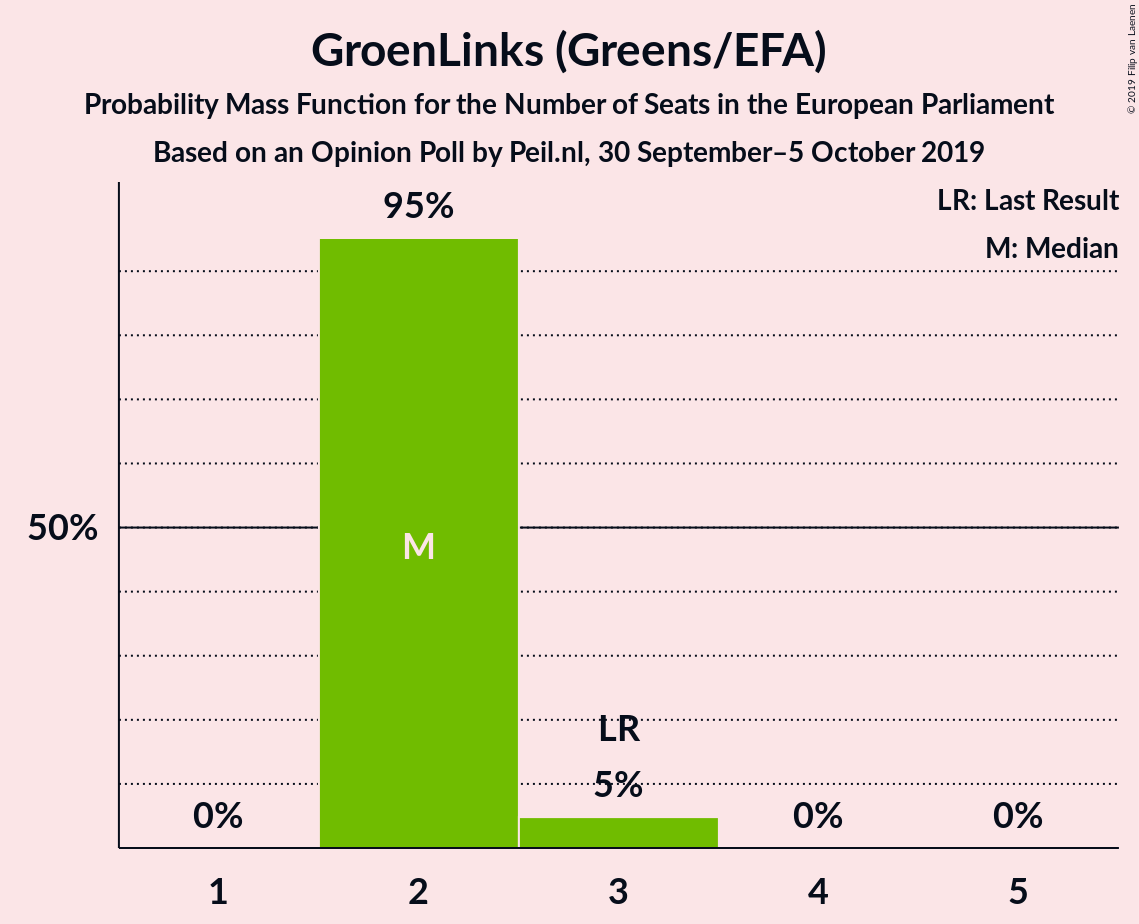 GroenLinks (Greens/EFA)
Probability Mass Function for the Number of Seats in the European Parliament
Based on an Opinion Poll by Peil.nl, 30 September–5 October 2019
© 2019 Filip van Laenen
LR: Last Result
M: Median
95%
50%
M
LR
5%
0%
0%
0%
1
2
3
4
5